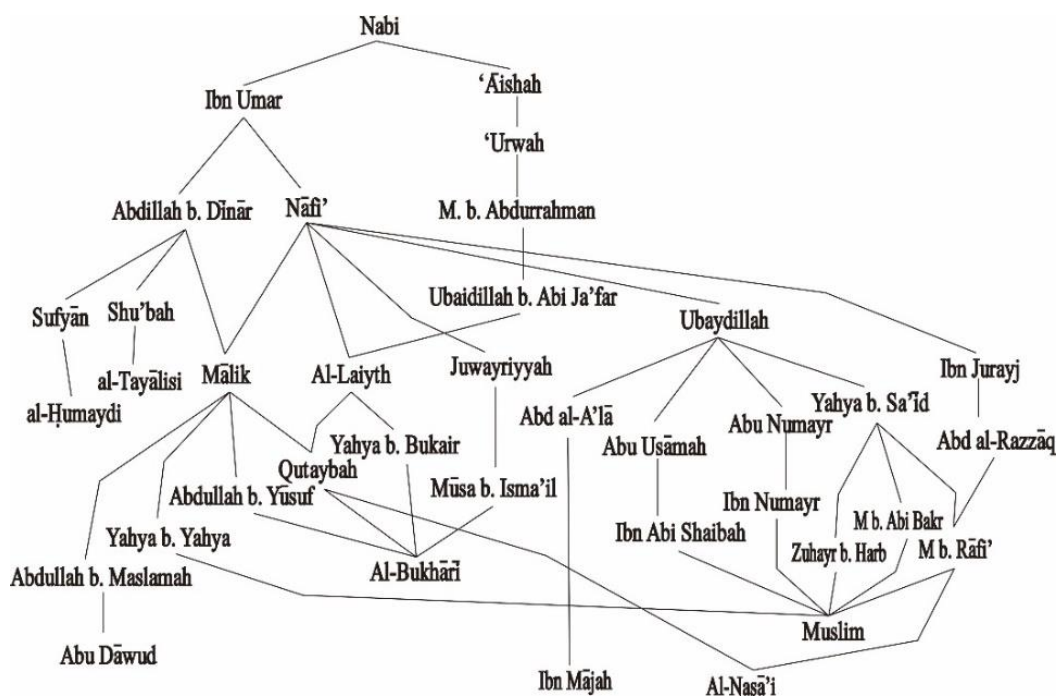 Nabi
'Āishah
Ibn Umar
'Urwah
Abdillah b. Dīnār
Nāfi'
M. b. Abdurrahman
Ubaidillah b. Abi Ja'far
Sufyān
Shu'bah
Ubaydillah
al-Tayālisi
Mālik
Al-Laiyth
Juwayriyyah
Ibn Jurayj
al-Ḥumaydi
Abd al-A'lā
Yahya b. Sa'īd
Abu Numayr
Abu Usāmah
Yahya b. Bukair
Abd al-Razzāq
Qutaybah
Abdullah b. Yūsuf
Mūsa b. Isma'il
Ibn Numayr
M b. Abi Bakr
Yahya b. Yahya
Ibn Abi Shaibah
Zuhayr b. Harb
M b. Rāfi'
Abdullah b. Maslamah
Al-Bukhārī
Muslim
Abu Dāwud
Ibn Mājah
Al-Nasā'i